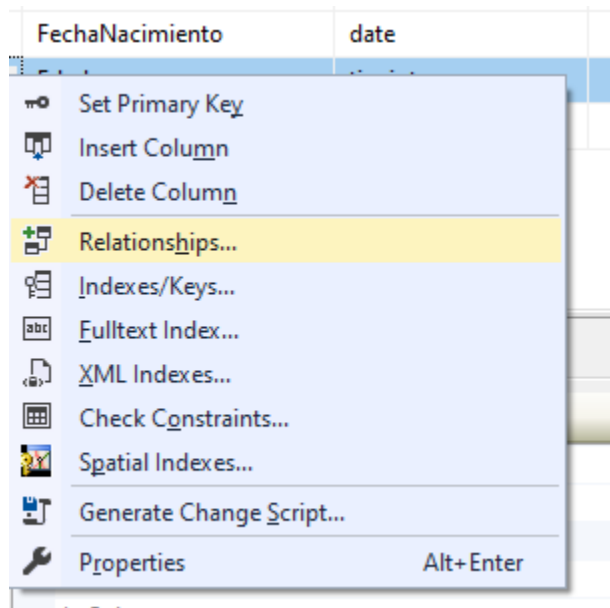 FechaNacimiento date
Set Primary Key
Insert Column
Delete Column
Relationships...
Indexes/Keys...
abc Fulltext Index...
XML Indexes...
Check Constraints...
Spatial Indexes...
Generate Change Script...
Properties Alt+Enter